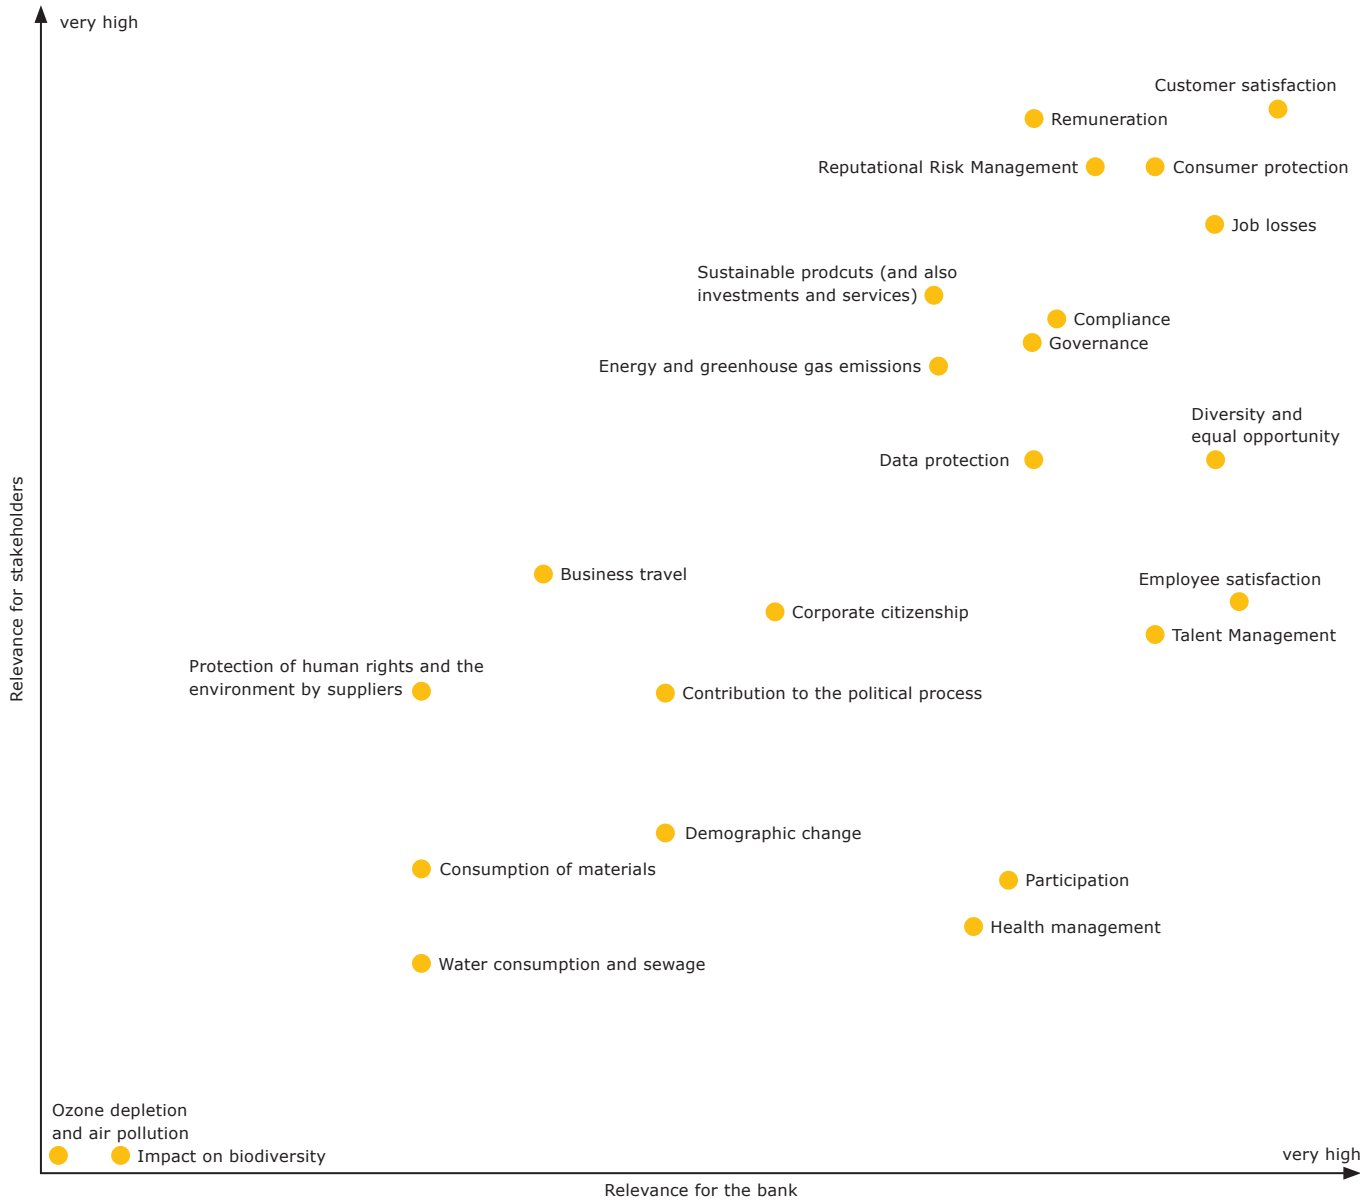 very high
Customer satisfaction
Remuneration
Reputational Risk Management
Consumer protection
Job losses
Sustainable prodcuts (and also
investments and services)
Compliance
Governance
Energy and greenhouse gas emissions
Diversity and
equal opportunity
Data protection
Relevance for stakeholders
Business travel
Employee satisfaction
Corporate citizenship
Talent Management
Protection of human rights and the
environment by suppliers
Contribution to the political process
Demographic change
Consumption of materials
Participation
Health management
Water consumption and sewage
Ozone depletion
and air pollution
Impact on biodiversity
very high
Relevance for the bank